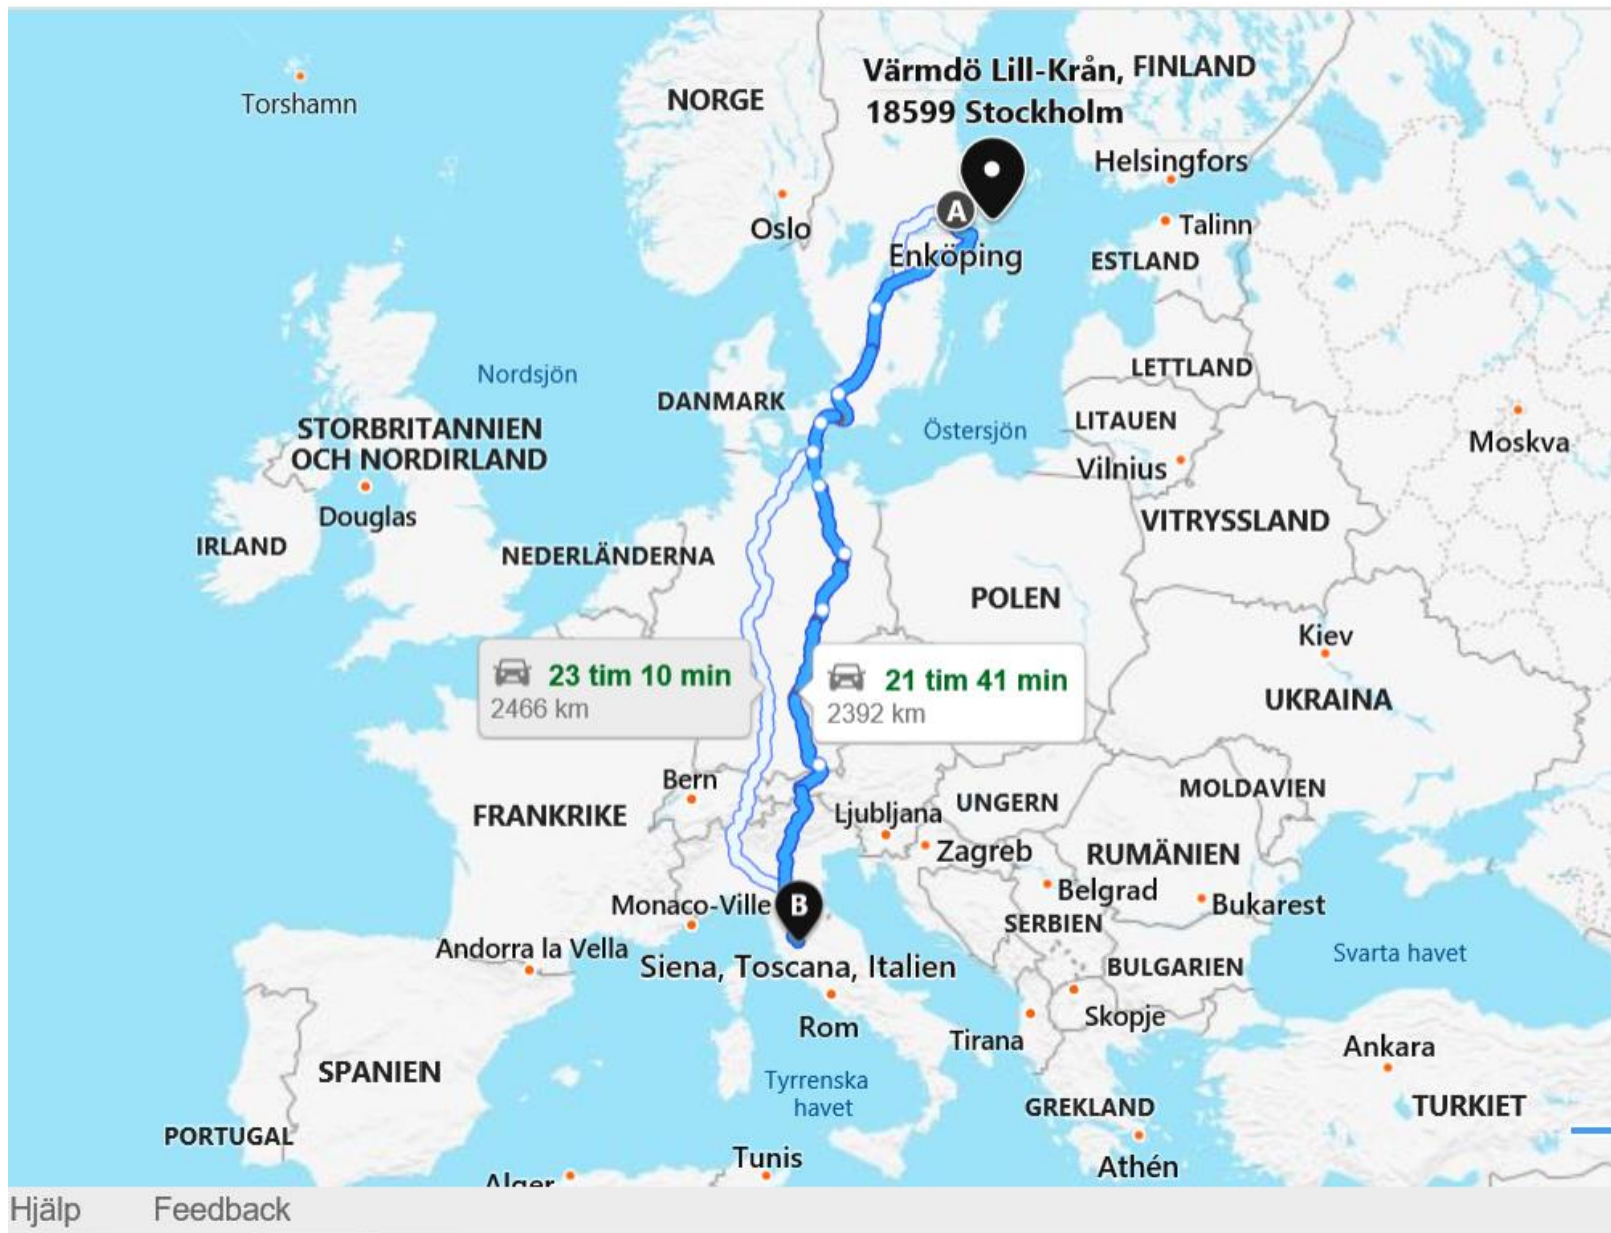 Värmdö Lill-Krån,
18599 Stockholm
FINLAND
NORGE
Torshamn
Helsingfors
Oslo
A
Talinn
Enköping
ESTLAND
Nordsjön
LETTLAND
DANMARK
STORBRITANNIEN
OCH NORDIRLAND
Östersjön
LITAUEN
Moskva
Vilnius
Douglas
VITRYSSLAND
IRLAND
NEDERLÄNDERNA
POLEN
Kiev
23 tim 10 min
2466 km
21 tim 41 min
2392 km
UKRAINA
Bern
MOLDAVIEN
FRANKRIKE
Ljubljana
UNGERN
Zagreb
RUMÄNIEN
Belgrad
Bukarest
Monaco-Ville
B
SERBIEN
Andorra la Vella
Siena, Toscana, Italien
BULGARIEN
Svarta havet
Rom
Skopje
Tirana
Ankara
SPANIEN
Tyrrenska
havet
GREKLAND
TURKIET
PORTUGAL
Tunis
Athén
Alger
Hjälp
Feedback